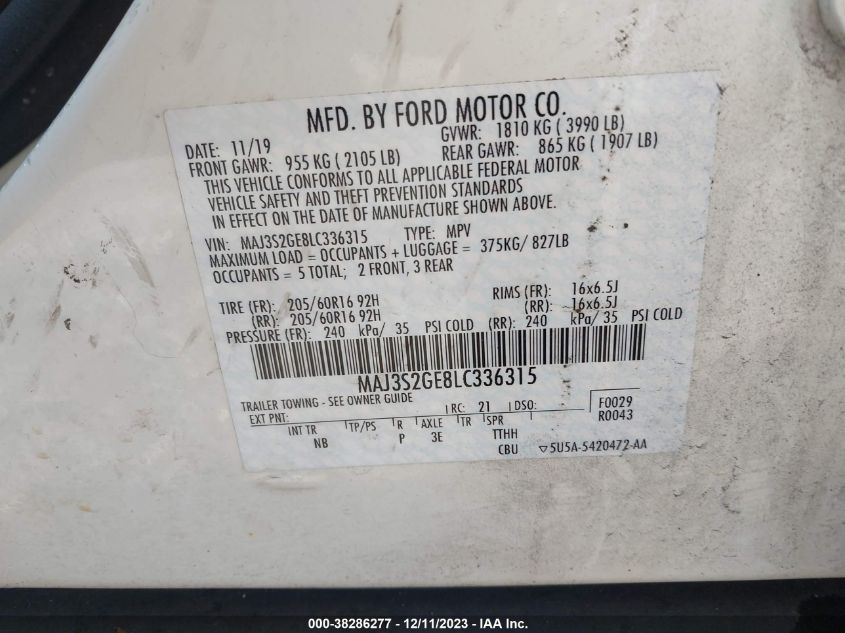 MFD. BY FORD MOTOR CO.
DATE: 11/19 GVWR: 1810 KG ( 3990 LB)
FRONT GAWR: 955 KG ( 2105 LB) REAR GAWR: 865 KG ( 1907 LB)
THIS VEHICLE CONFORMS TO ALL APPLICABLE FEDERAL MOTOR
VEHICLE SAFETY AND THEFT PREVENTION STANDARDS
IN EFFECT ON THE DATE OF MANUFACTURE SHOWN ABOVE.
VIN: MAJ3S2GE8LC336315 TYPE: MPV
MAXIMUM LOAD = OCCUPANTS + LUGGAGE = 375KG/ 827LB
OCCUPANTS = 5 TOTAL; 2 FRONT, 3 REAR
TIRE (FR): 205/60R16 92H RIMS (FR): 16x6.5J
(RR): 205/60R16 92H (RR): 16x6.5J
PRESSURE (FR): 240 kPa/ 35 PSI COLD (RR): 240 kPa/ 35 PSI COLD
MAJ3S2GE8LC336315
TRAILER TOWING - SEE OWNER GUIDE
EXT PNT: RC: 21 DSO: F0029
R0043
INT TR TP/PS R AXLE TR SPR
NB P 3E TTHH
CBU ▽5U5A-5420472-AA
000-38286277 - 12/11/2023 - IAA Inc.